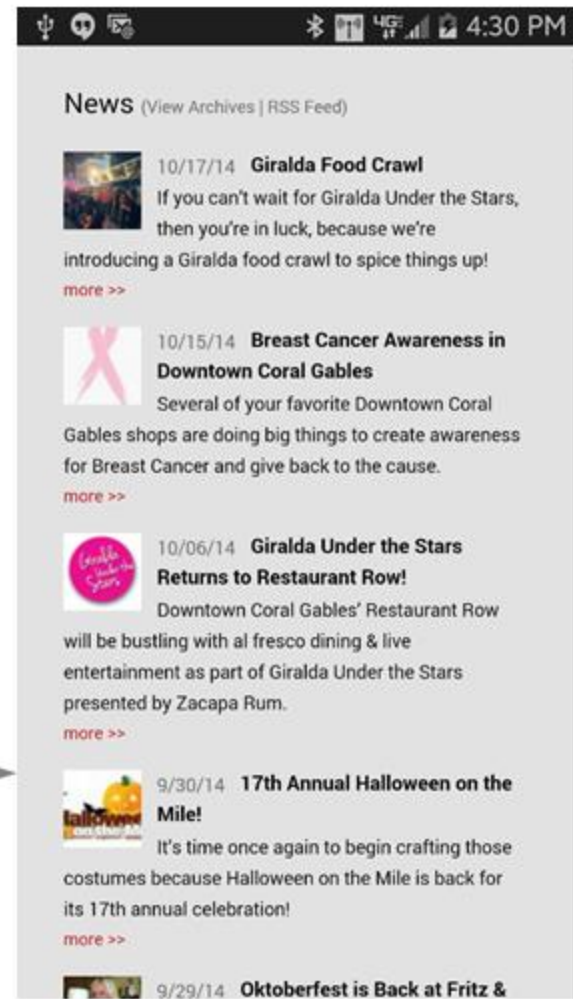 4G 4:30 PM
News (View Archives | RSS Feed)
10/17/14 Giralda Food Crawl
If you can't wait for Giralda Under the Stars,
then you're in luck, because we're
introducing a Giralda food crawl to spice things up!
more >>
10/15/14 Breast Cancer Awareness in
Downtown Coral Gables
Several of your favorite Downtown Coral
Gables shops are doing big things to create awareness
for Breast Cancer and give back to the cause.
more >>
Giralda
Under the
Stars
10/06/14 Giralda Under the Stars
Returns to Restaurant Row!
Downtown Coral Gables' Restaurant Row
will be bustling with al fresco dining & live
entertainment as part of Giralda Under the Stars
presented by Zacapa Rum.
more >>
9/30/14 17th Annual Halloween on the
Mile!
It's time once again to begin crafting those
costumes because Halloween on the Mile is back for
its 17th annual celebration!
more >>
9/29/14 Oktoberfest is Back at Fritz &